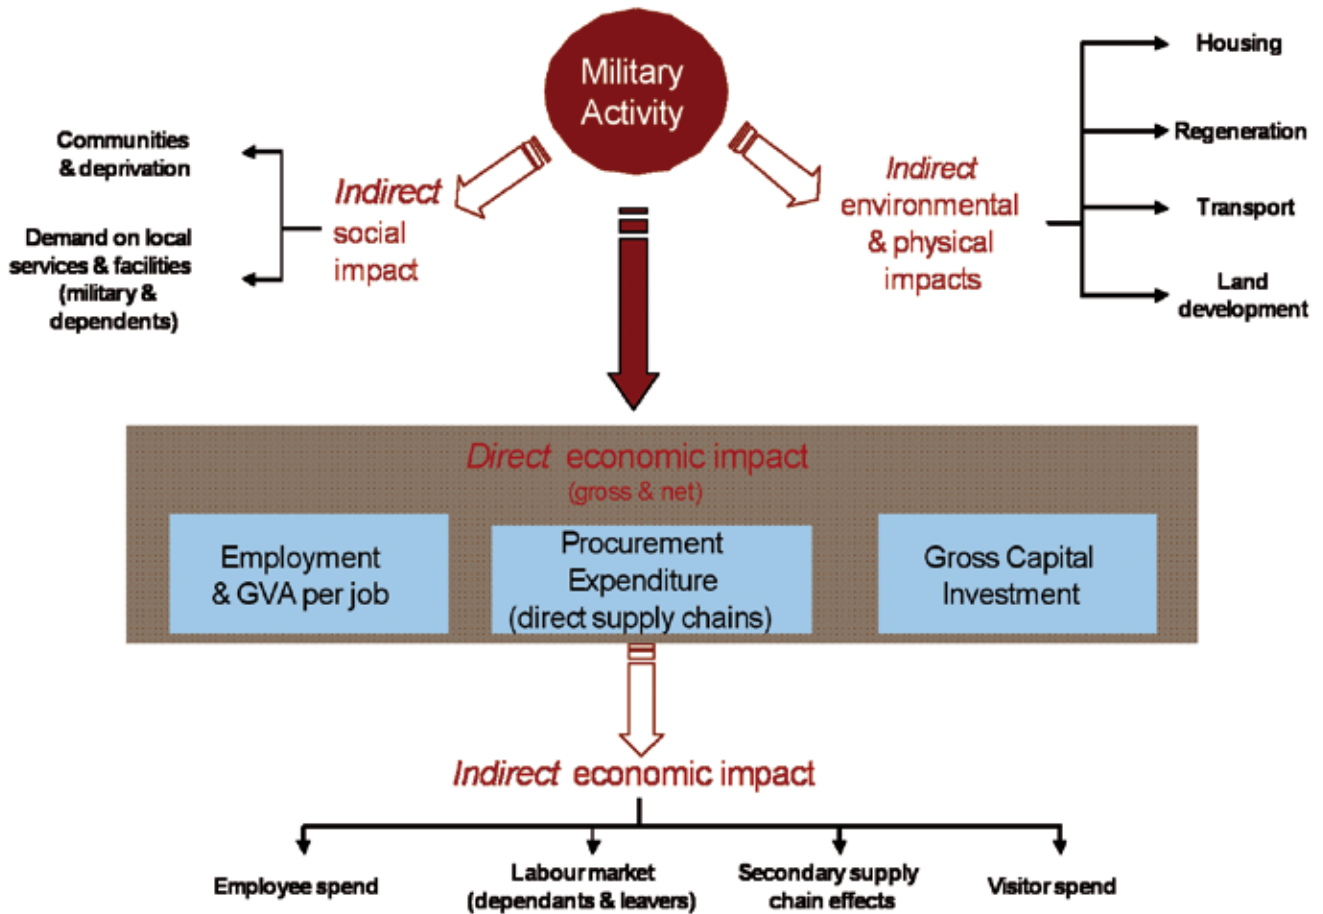 Military
Activity
Communities
& deprivation
Demand on local
services & facilities
(military &
dependents)
Indirect
social
impact
Indirect
environmental
& physical
impacts
Housing
Regeneration
Transport
Land
development
Direct economic impact
(gross & net)
Employment
& GVA per job
Procurement
Expenditure
(direct supply chains)
Gross Capital
Investment
Indirect economic impact
Employee spend
Labour market
(dependants & leavers)
Secondary supply
chain effects
Visitor spend